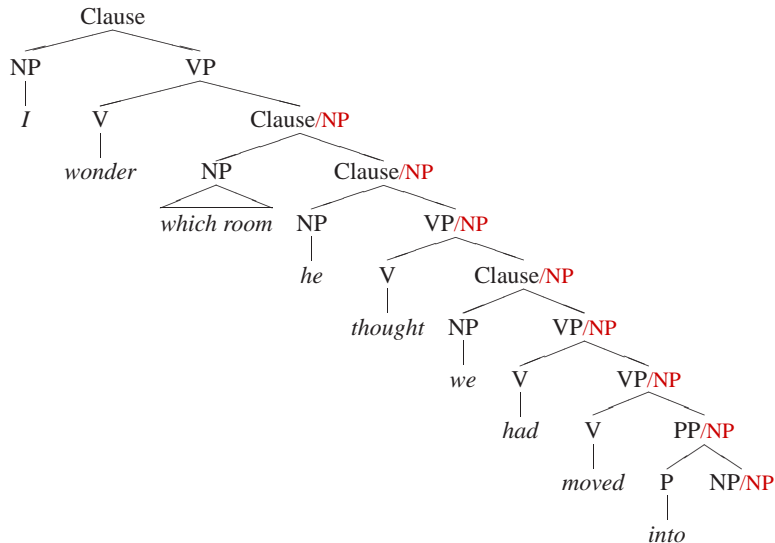 Clause
NP VP
I V Clause/NP
wonder NP Clause/NP
which room NP VP/NP
he V Clause/NP
thought NP VP/NP
we V VP/NP
had V PP/NP
moved P NP/NP
into